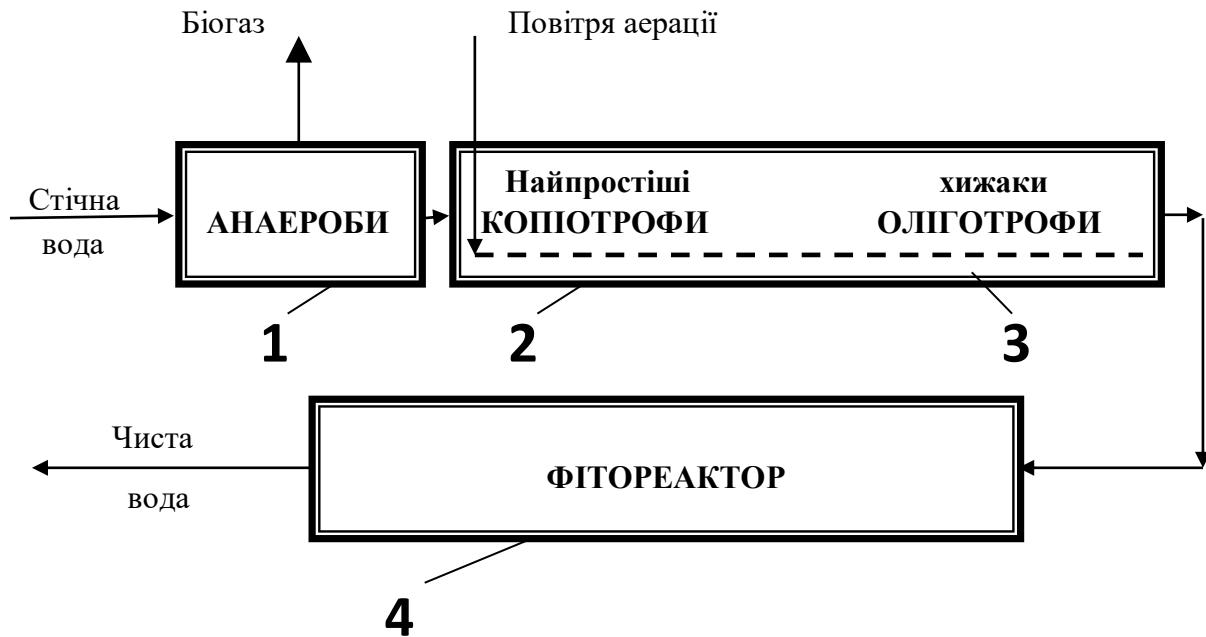 Біогаз
Повітря аерації
Стічна
вода
АНАЕРОБИ
Найпростіші
КОПІОТРОФИ
хижаки
ОЛІГОТРОФИ
1
2
3
Чиста
вода
ФІТОРЕАКТОР
4